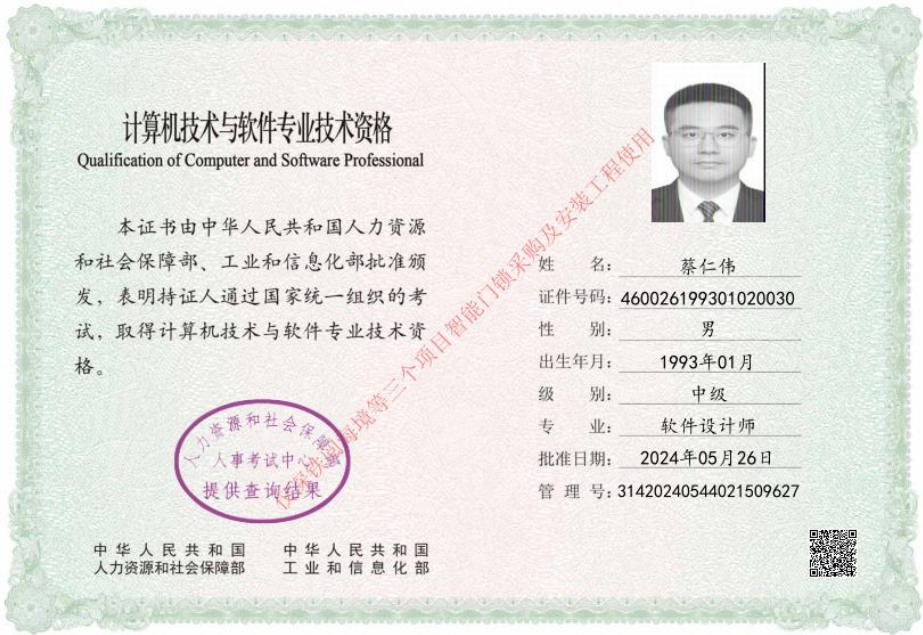 计算机技术与软件专业技术资格
Qualification of Computer and Software Professional
本证书由中华人民共和国人力资源
和社会保障部、工业和信息化部批准颁
发，表明持证人通过国家统一组织的考
试，取得计算机技术与软件专业技术资
格。
人力资源和社会保障部
人事考试中心
提供查询结果
中华人民共和国
人力资源和社会保障部
中华人民共和国
工业和信息化部
姓 名： 蔡仁伟
证件号码： 460026199301020030
性 别： 男
出生年月： 1993年01月
级 别： 中级
专 业： 软件设计师
批准日期： 2024年05月26日
管 理 号： 31420240544021509627
海境等三个项目智能门锁采购及安装工程使用